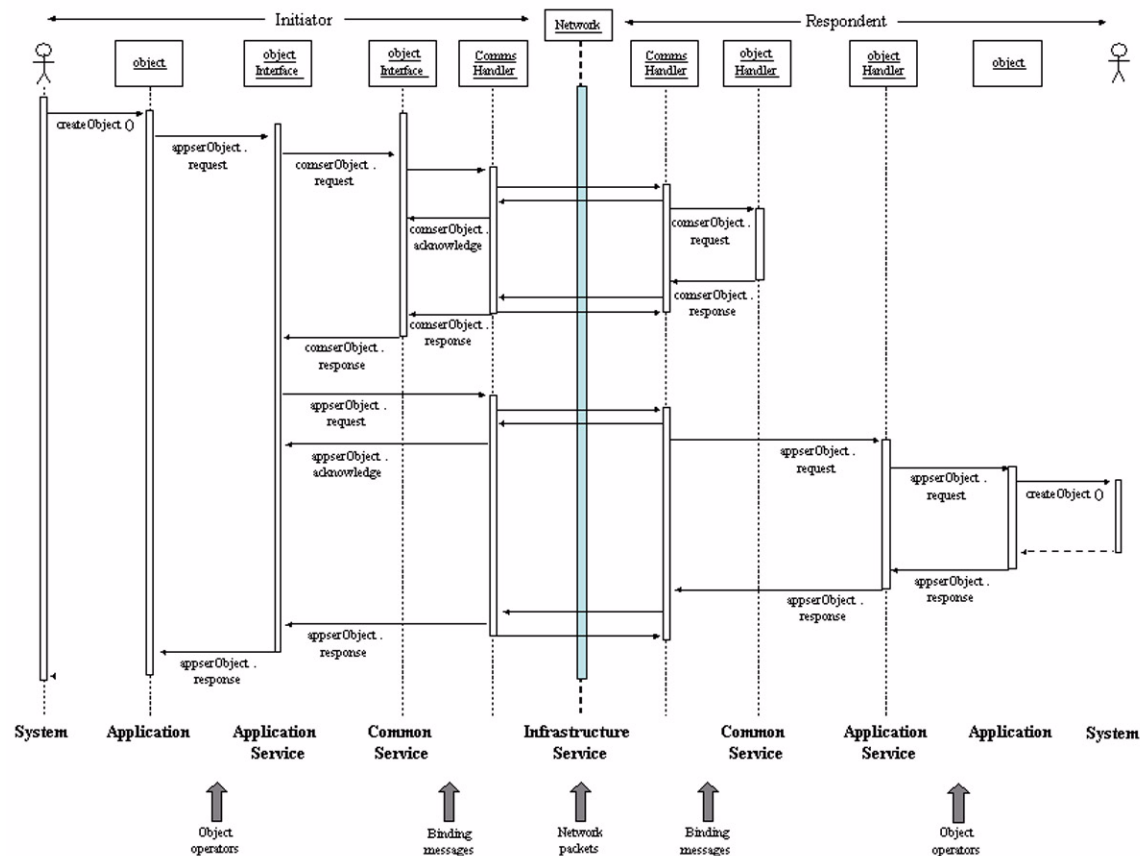 Initiator
Network
Respondent
object
object
Interface
object
Interface
Comms
Handler
Comms
Handler
object
Handler
object
Handler
object
createObject ()
appserObject .
request
comserObject .
request
comserObject .
acknowledge
comserObject .
request
comserObject .
response
comserObject .
response
comserObject .
response
appserObject .
request
appserObject .
acknowledge
appserObject .
request
appserObject .
request
createObject ()
appserObject .
response
appserObject .
response
appserObject .
response
appserObject .
response
System
Application
Application
Service
Common
Service
Infrastructure
Service
Common
Service
Application
Service
Application
System
Object
operators
Binding
messages
Network
packets
Binding
messages
Object
operators